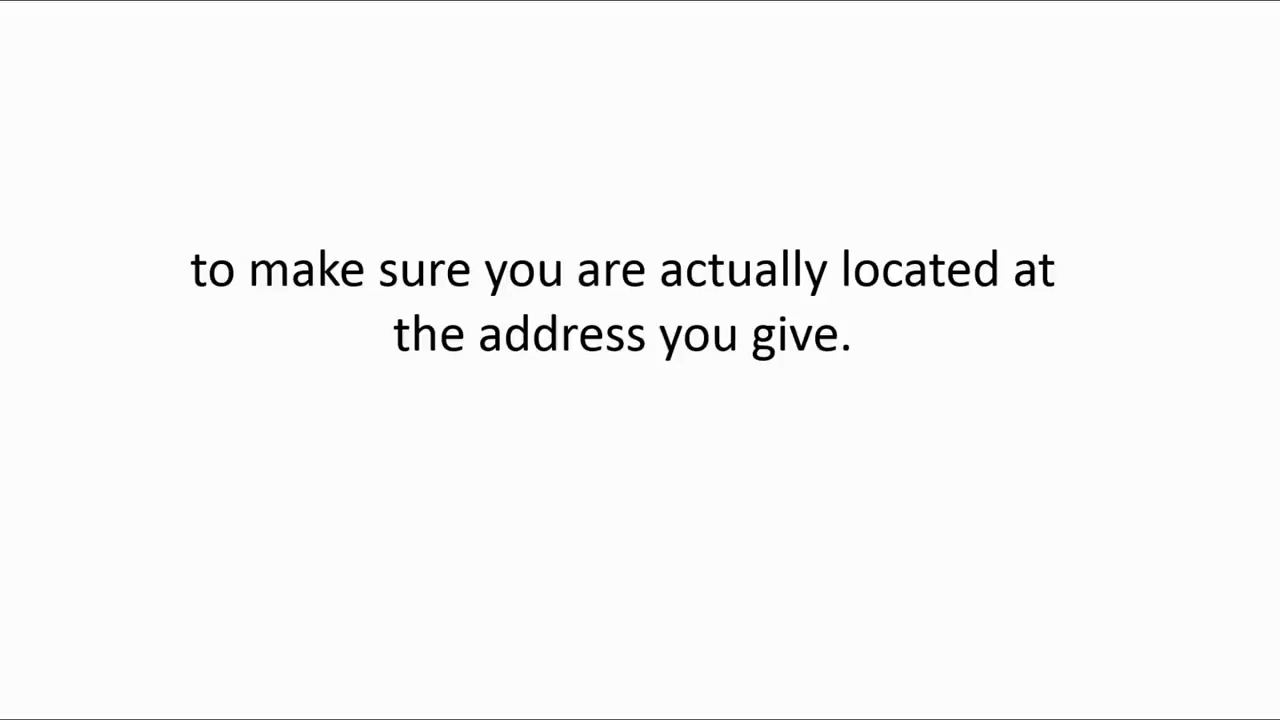 to make sure you are actually located at
the address you give.